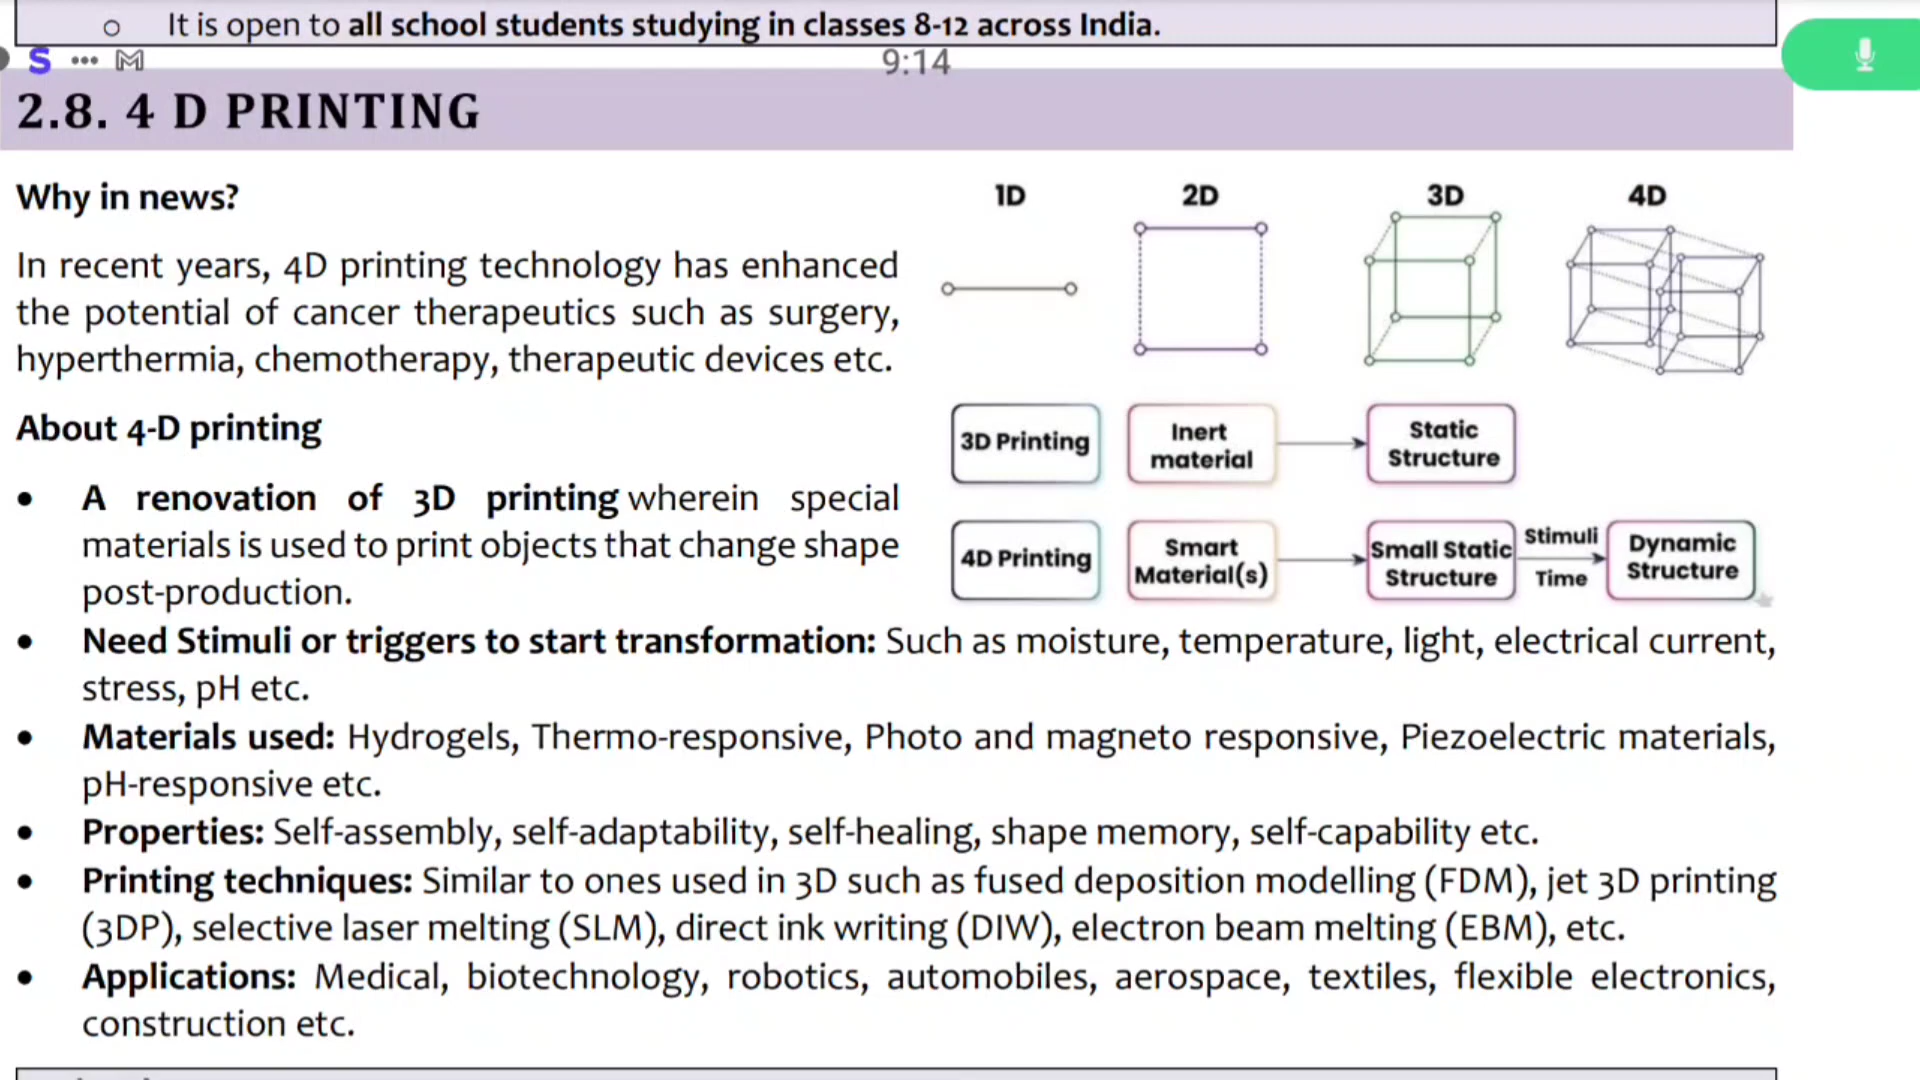 o It is open to all school students studying in classes 8-12 across India.
S ... M 9:14
2.8. 4 D PRINTING
Why in news?
In recent years, 4D printing technology has enhanced
the potential of cancer therapeutics such as surgery,
hyperthermia, chemotherapy, therapeutic devices etc.
About 4-D printing
• A renovation of 3D printing wherein special
materials is used to print objects that change shape
post-production.
1D 2D 3D 4D
3D Printing
Inert
material
Static
Structure
4D Printing
Smart
Material(s)
Small Static
Structure
Stimuli
Time
Dynamic
Structure
• Need Stimuli or triggers to start transformation: Such as moisture, temperature, light, electrical current,
stress, pH etc.
• Materials used: Hydrogels, Thermo-responsive, Photo and magneto responsive, Piezoelectric materials,
pH-responsive etc.
• Properties: Self-assembly, self-adaptability, self-healing, shape memory, self-capability etc.
• Printing techniques: Similar to ones used in 3D such as fused deposition modelling (FDM), jet 3D printing
(3DP), selective laser melting (SLM), direct ink writing (DIW), electron beam melting (EBM), etc.
• Applications: Medical, biotechnology, robotics, automobiles, aerospace, textiles, flexible electronics,
construction etc.